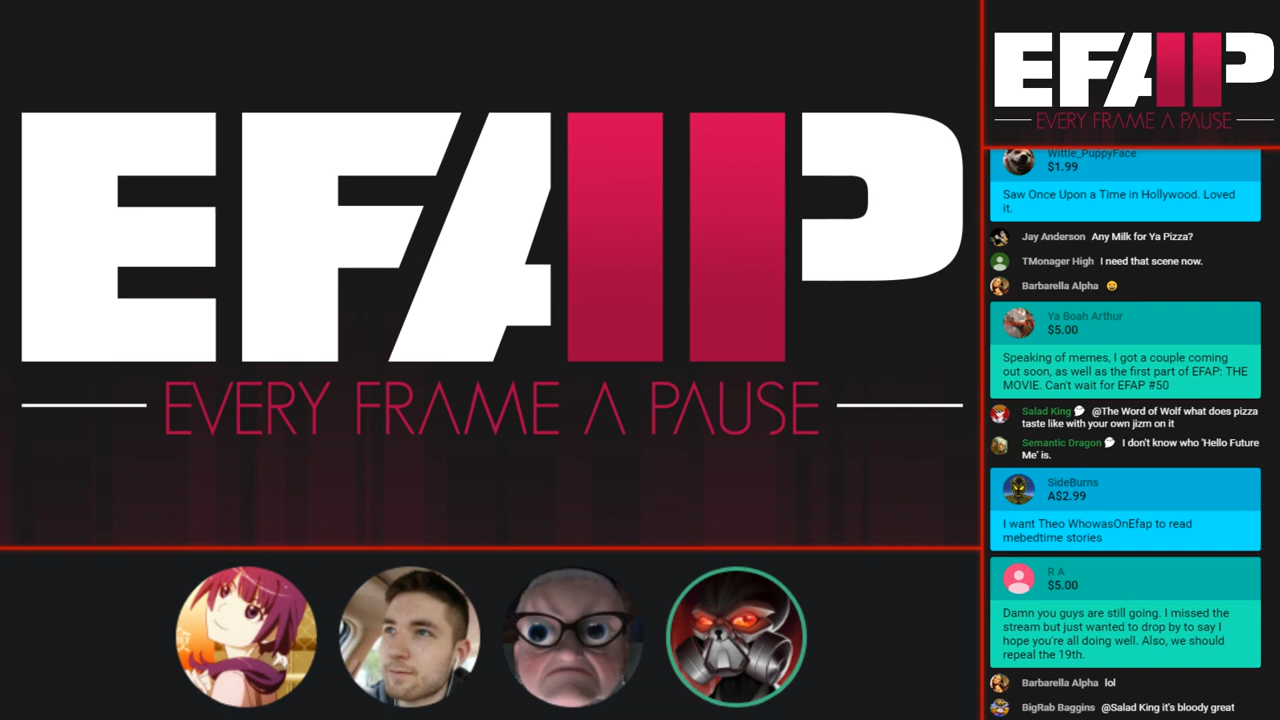 EFAP
EVERY FRAME A PAUSE
EFAP
EVERY FRAME A PAUSE
Wittle_PuppyFace
$1.99
Saw Once Upon a Time in Hollywood. Loved
it.
Jay Anderson Any Milk for Ya Pizza?
TMonager High I need that scene now.
Barbarella Alpha 😄
Ya Boah Arthur
$5.00
Speaking of memes, I got a couple coming
out soon, as well as the first part of EFAP: THE
MOVIE. Can't wait for EFAP #50
Salad King @The Word of Wolf what does pizza
taste like with your own jizm on it
Semantic Dragon I don't know who 'Hello Future
Me' is.
SideBurns
A$2.99
I want Theo WhowasOnEfap to read
mebedtime stories
R A
$5.00
Damn you guys are still going. I missed the
stream but just wanted to drop by to say I
hope you're all doing well. Also, we should
repeal the 19th.
Barbarella Alpha lol
BigRab Baggins @Salad King it's bloody great